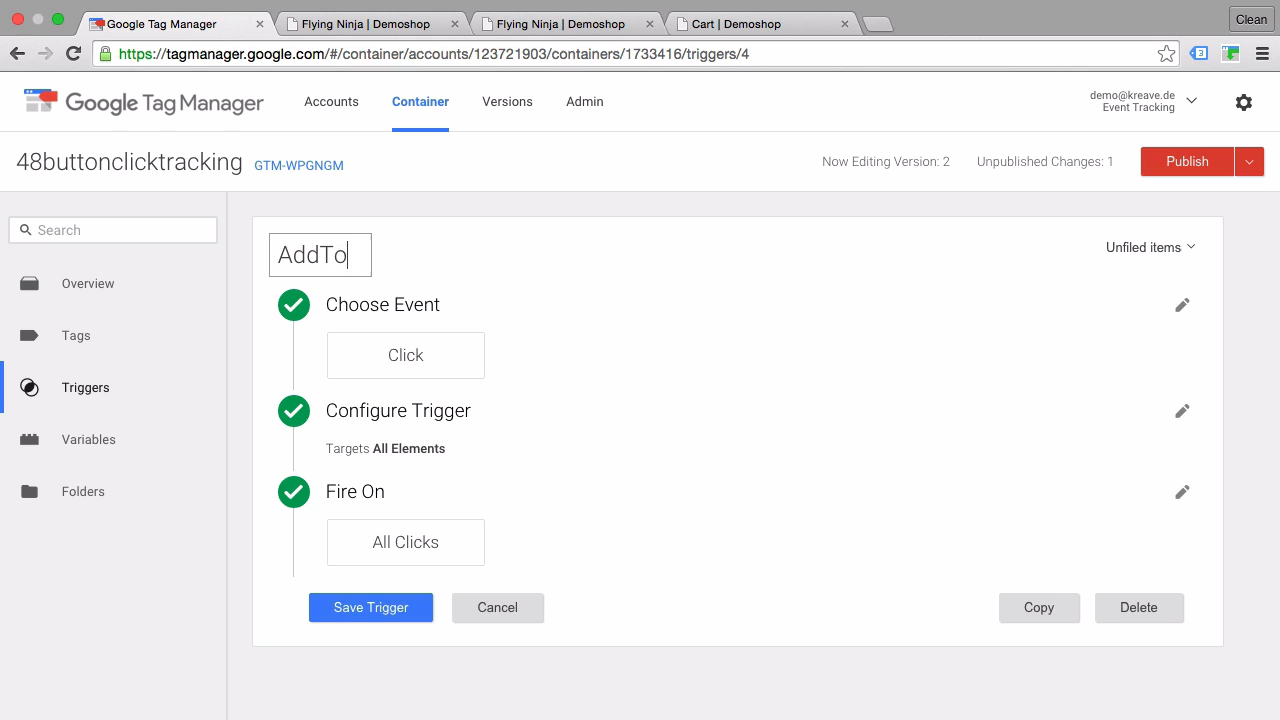 Google Tag Manager
Flying Ninja | Demoshop
Flying Ninja | Demoshop
Cart | Demoshop
Clean
https://tagmanager.google.com/#/container/accounts/123721903/containers/1733416/triggers/4
3
Google Tag Manager
Accounts
Container
Versions
Admin
demo@kreave.de
Event Tracking
48buttonclicktracking
GTM-WPGNGM
Now Editing Version: 2
Unpublished Changes: 1
Publish
Search
Overview
Tags
Triggers
Variables
Folders
AddTo
Unfiled items
Choose Event
Click
Configure Trigger
Targets All Elements
Fire On
All Clicks
Save Trigger
Cancel
Copy
Delete